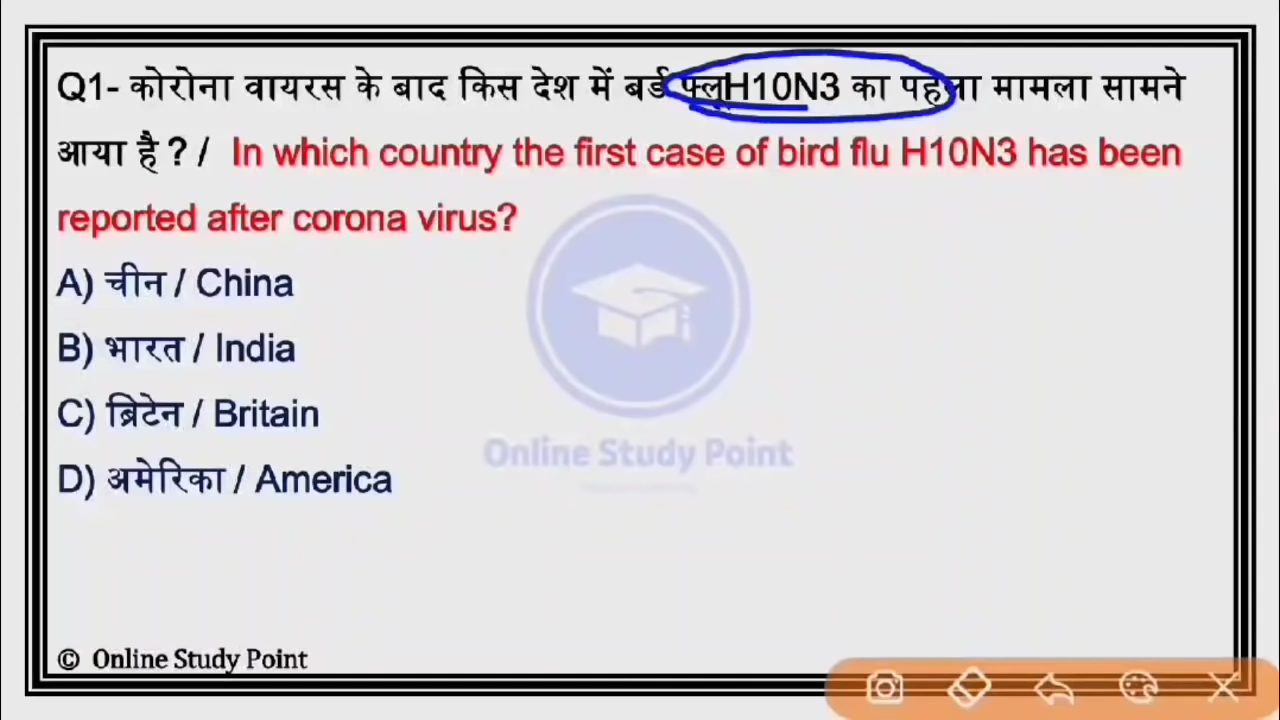 Q1- कोरोना वायरस के बाद किस देश में बर्ड फ्लूH10N3 का पहला मामला सामने
आया है ? / In which country the first case of bird flu H10N3 has been
reported after corona virus?
A) चीन / China
B) भारत / India
C) ब्रिटेन / Britain
D) अमेरिका / America
Online Study Point
© Online Study Point